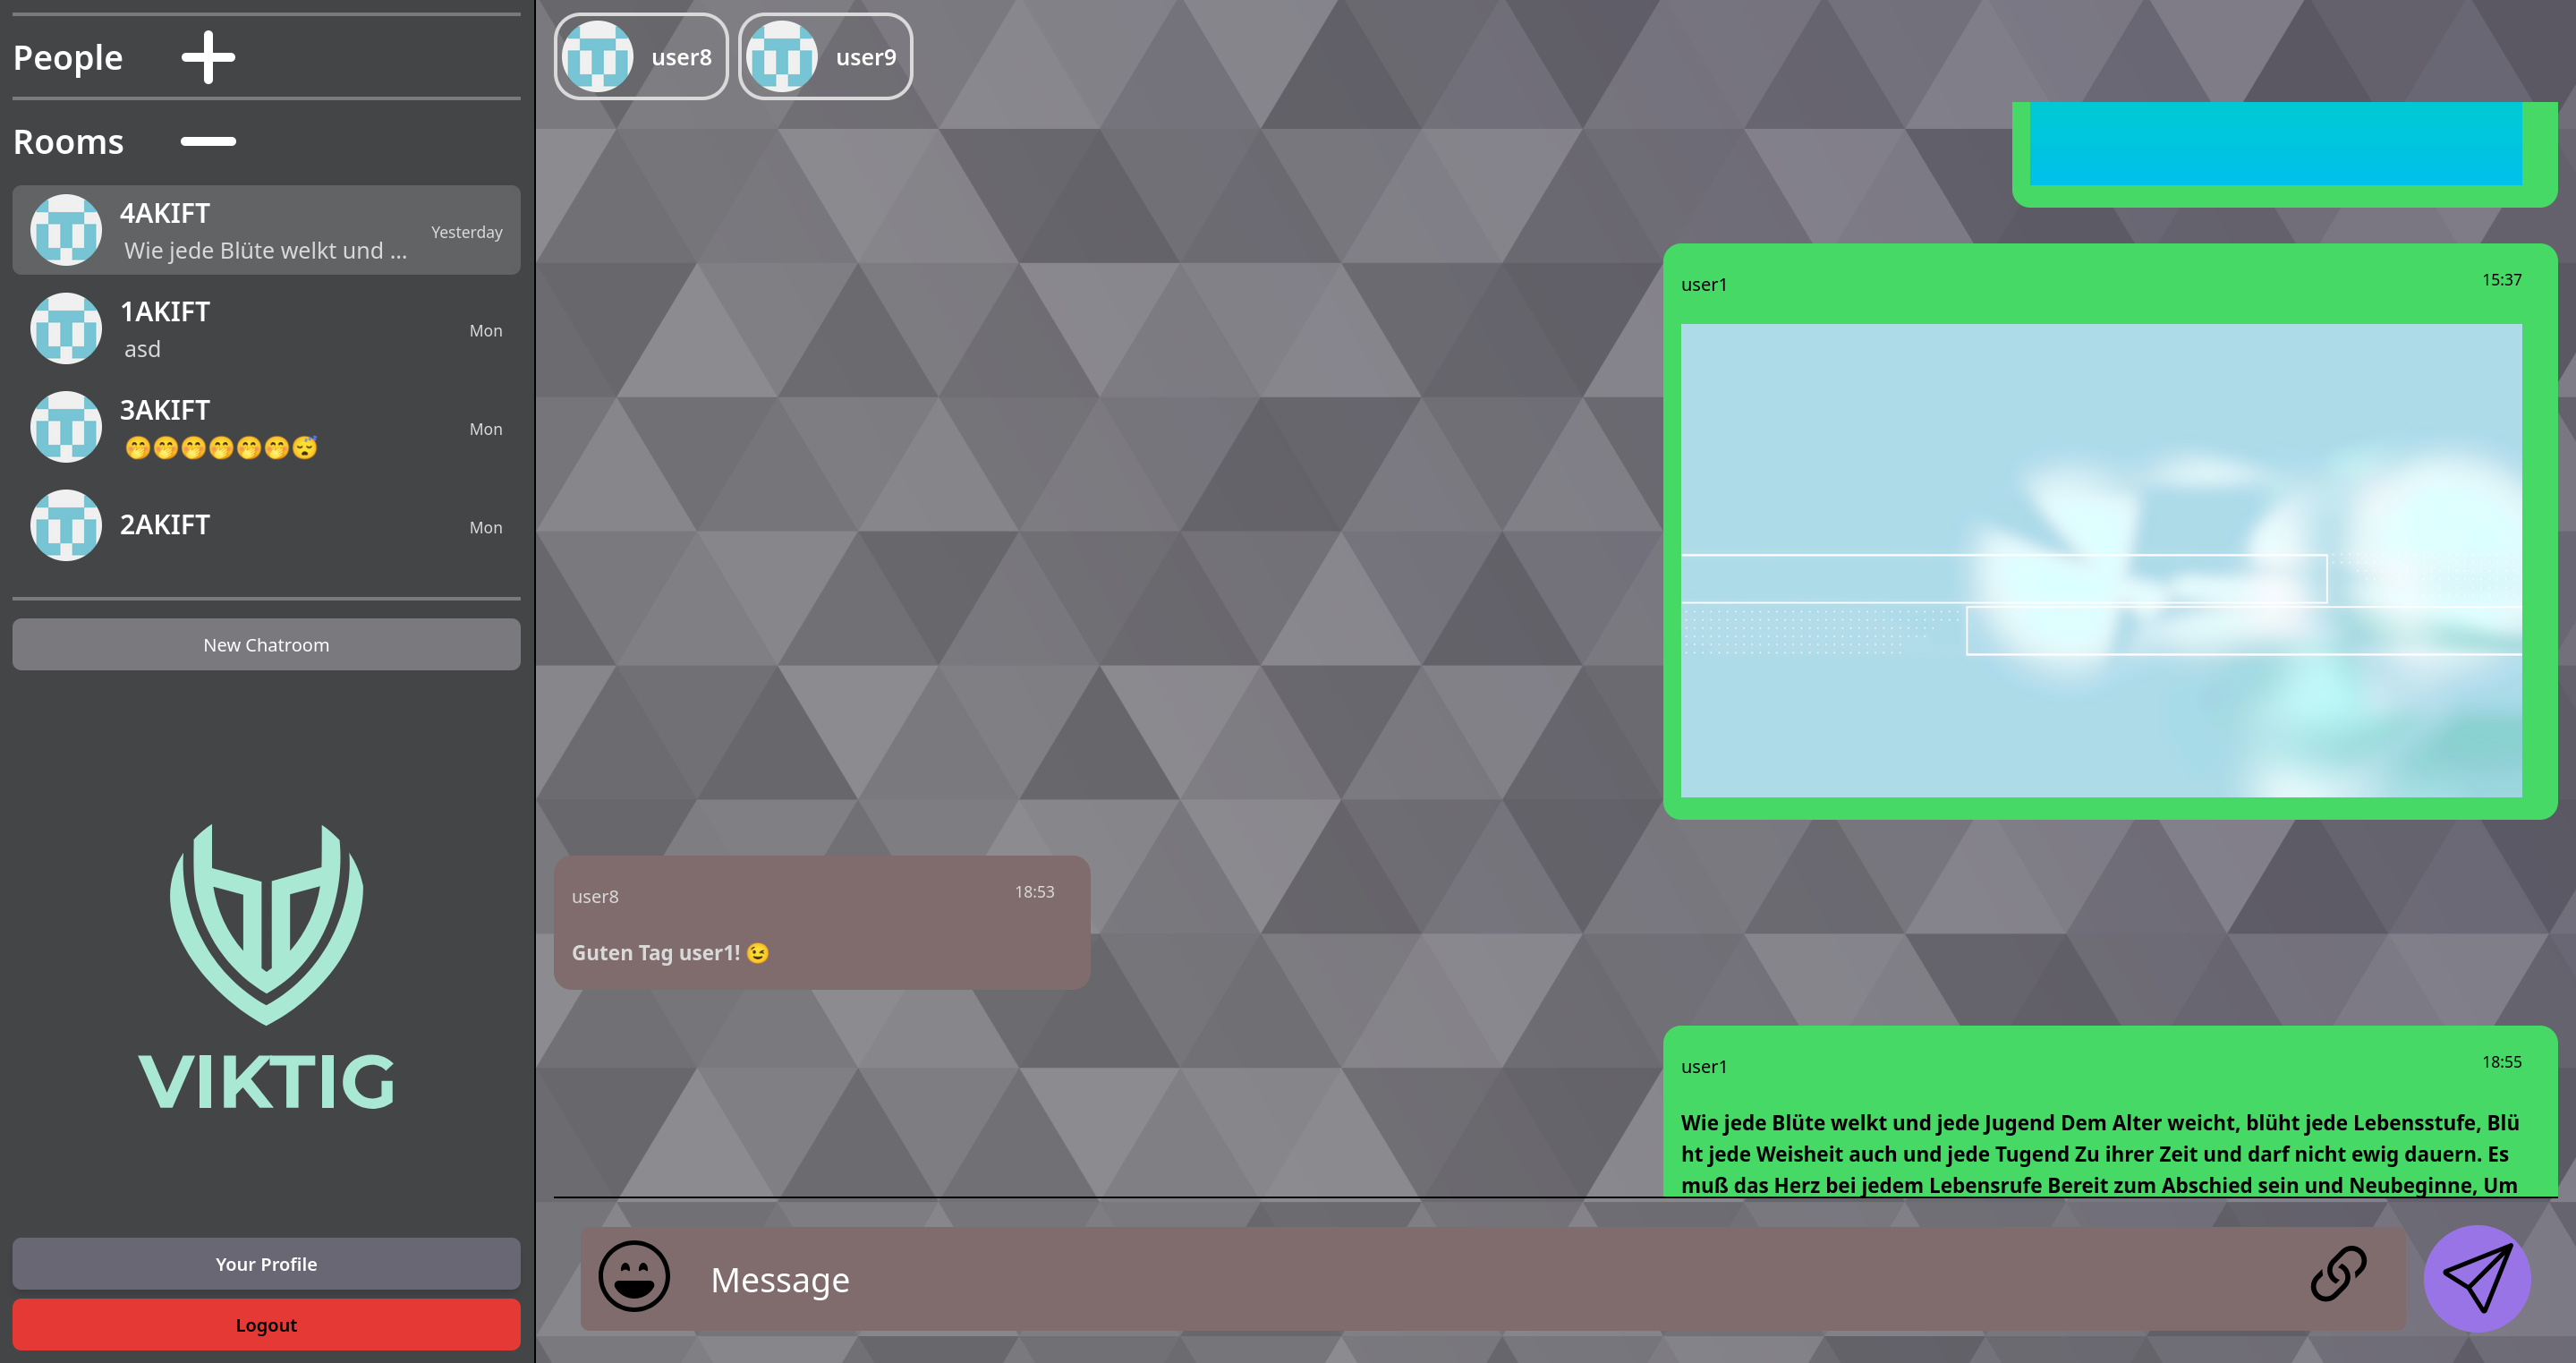 People
Rooms
4AKIFT
Wie jede Blüte welkt und ...
Yesterday
1AKIFT
asd
Mon
3AKIFT
🤭🤭🤭🤭🤭🤭😴
Mon
2AKIFT
Mon
New Chatroom
VIKTIG
Your Profile
Logout
user8
user9
user1
15:37
user8
18:53
Guten Tag user1! 😉
user1
18:55
Wie jede Blüte welkt und jede Jugend Dem Alter weicht, blüht jede Lebensstufe, Blü
ht jede Weisheit auch und jede Tugend Zu ihrer Zeit und darf nicht ewig dauern. Es
muß das Herz bei jedem Lebensrufe Bereit zum Abschied sein und Neubeginne, Um
Message